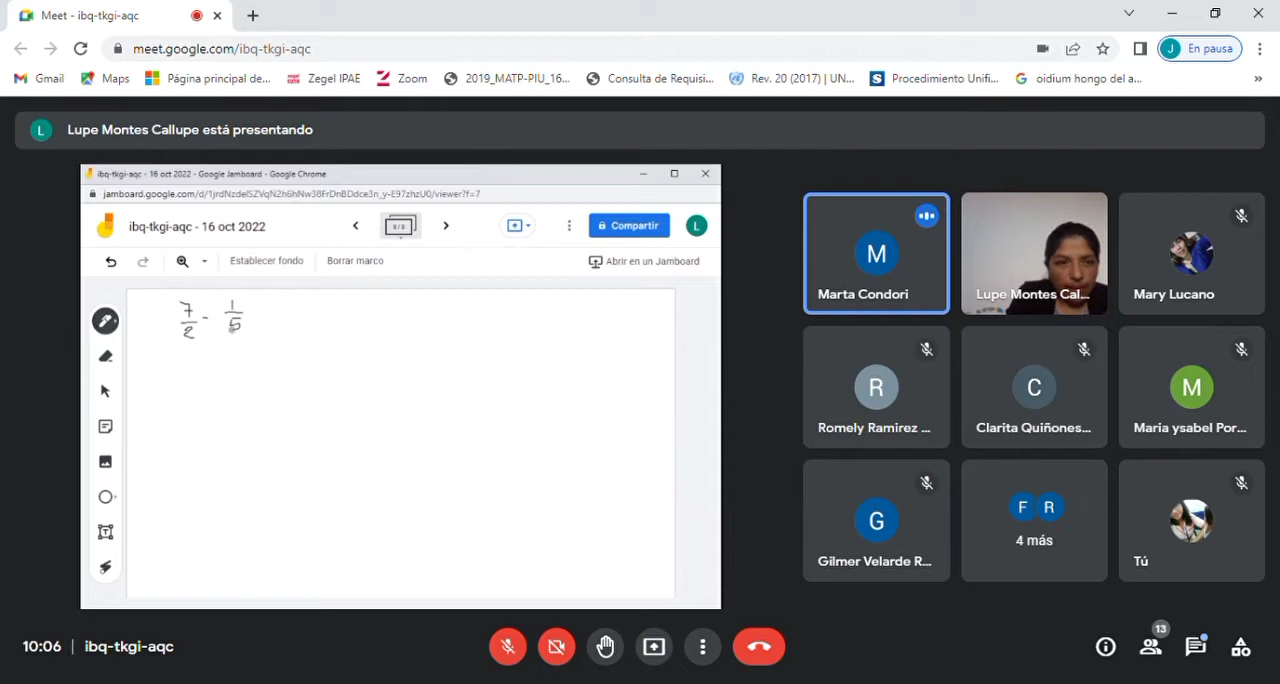 Meet - ibq-tkgi-aqc
meet.google.com/ibq-tkgi-aqc
J En pausa
Gmail Maps Página principal de... Zegel IPAE Zoom 2019_MATP-PIU_16... Consulta de Requisi... Rev. 20 (2017) | UN... Procedimiento Unifi... oidium hongo del a... »
L Lupe Montes Callupe está presentando
ibq-tkgi-aqc - 16 oct 2022 - Google Jamboard - Google Chrome
ibq-tkgi-aqc - 16 oct 2022
Compartir
L
Establecer fondo Borrar marco Abrir en un Jamboard
7/2 - 1/5
M
Marta Condori
Lupe Montes Cal...
Mary Lucano
R
Romely Ramirez ...
C
Clarita Quiñones...
M
Maria ysabel Por...
G
Gilmer Velarde R...
F R
4 más
Tú
10:06 | ibq-tkgi-aqc
13